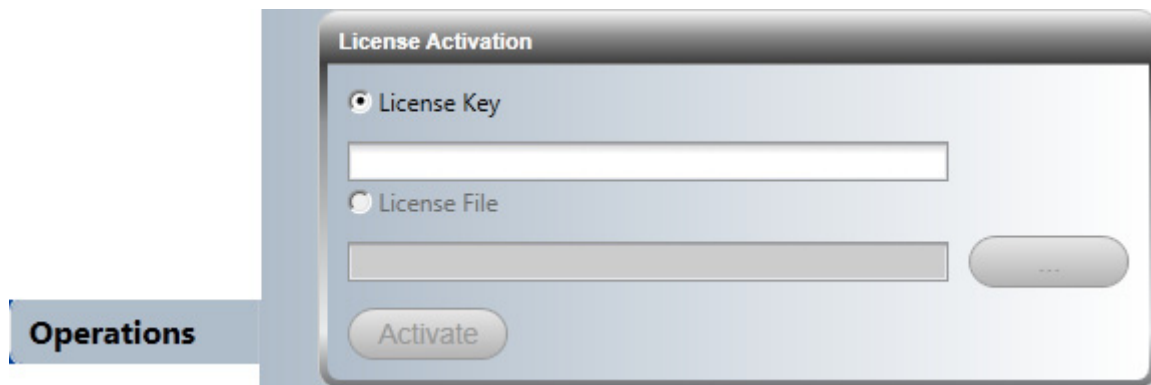 License Activation
License Key
License File
...
Operations
Activate